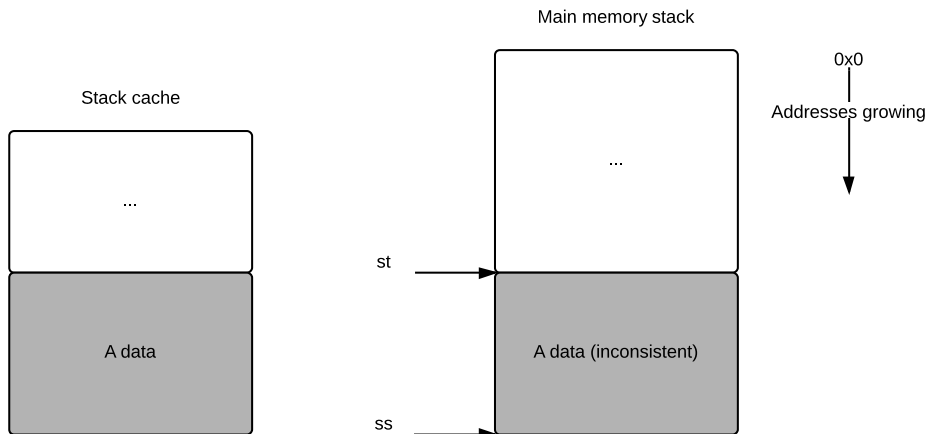 Main memory stack
0x0
Stack cache
Addresses growing
...
...
st
A data
A data (inconsistent)
ss